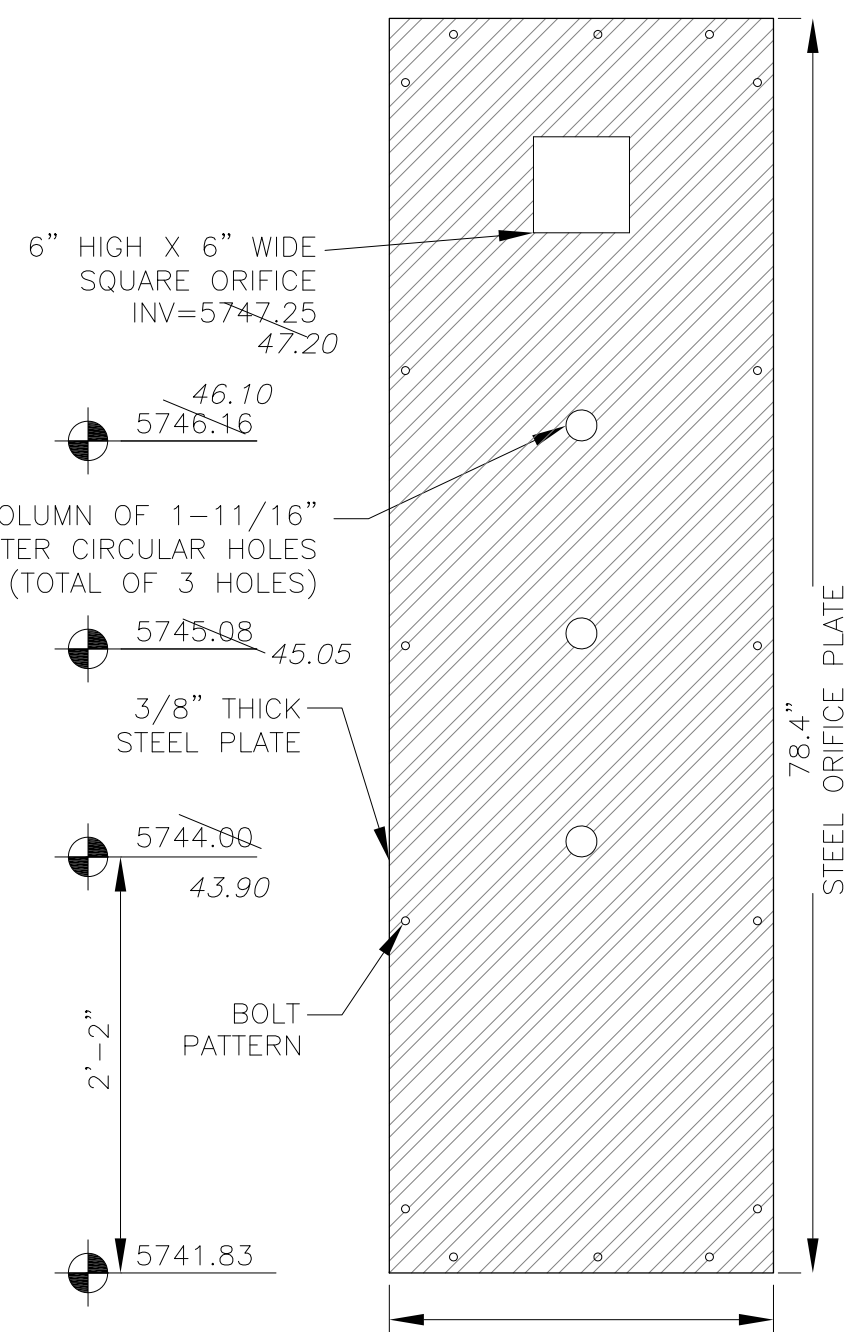 6" HIGH X 6" WIDE
SQUARE ORIFICE
INV=5747.25
47.20
46.10
5746.16
OLUMN OF 1-11/16"
TER CIRCULAR HOLES
(TOTAL OF 3 HOLES)
5745.08
45.05
3/8" THICK
STEEL PLATE
5744.00
43.90
BOLT
PATTERN
2'-2"
5741.83
78.4"
STEEL ORIFICE PLATE